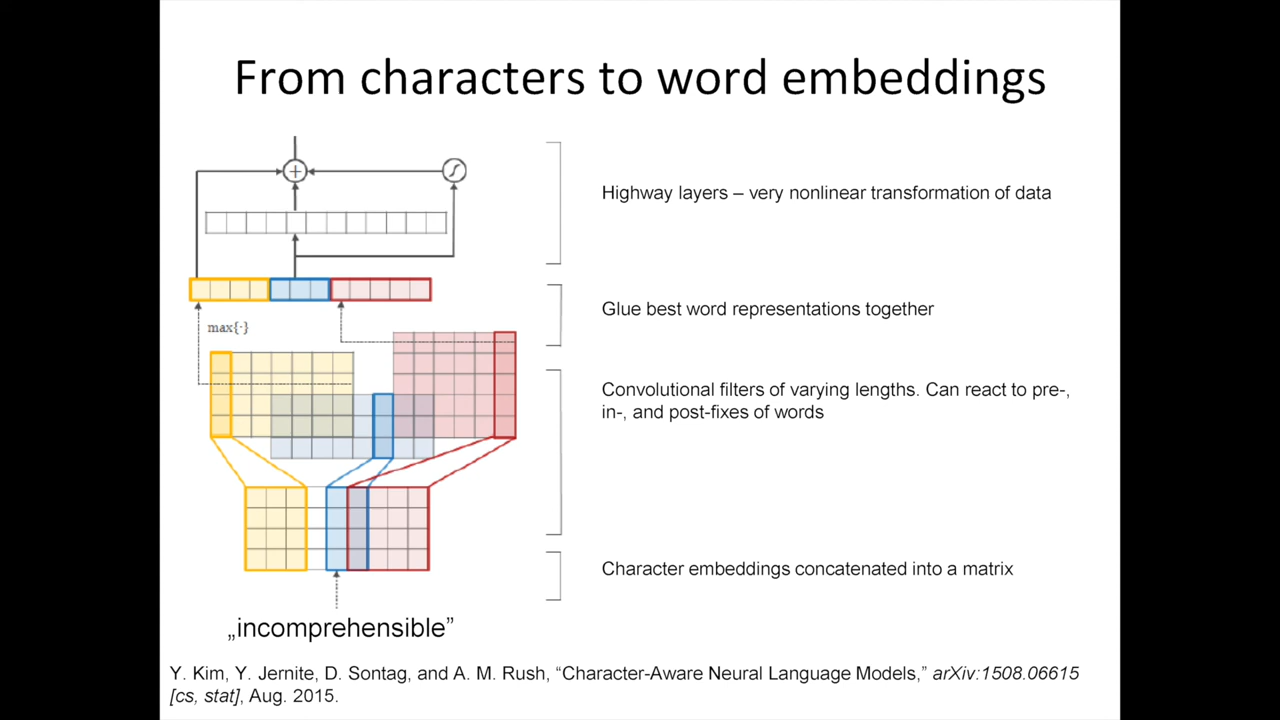 From characters to word embeddings
Highway layers – very nonlinear transformation of data
Glue best word representations together
max{·}
Convolutional filters of varying lengths. Can react to pre-,
in-, and post-fixes of words
Character embeddings concatenated into a matrix
„incomprehensible”
Y. Kim, Y. Jernite, D. Sontag, and A. M. Rush, “Character-Aware Neural Language Models,” arXiv:1508.06615
[cs, stat], Aug. 2015.